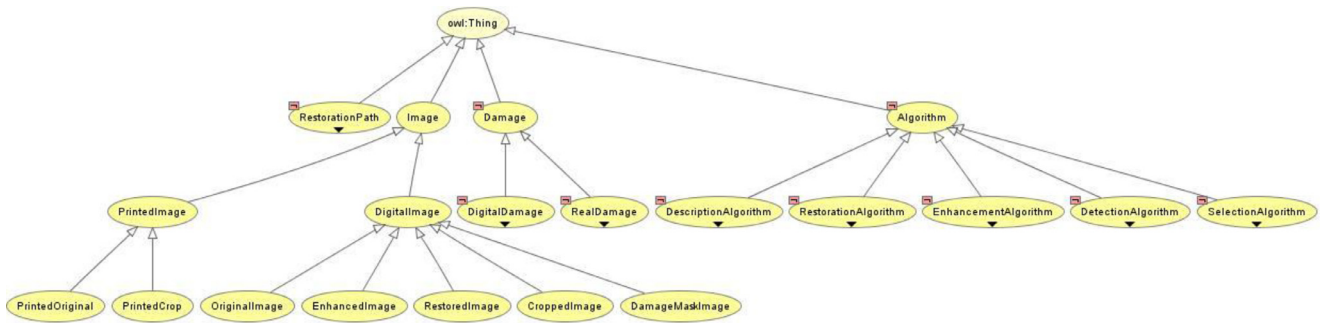 owl:Thing
RestorationPath
Image
Damage
Algorithm
PrintedImage
DigitalImage
DigitalDamage
RealDamage
DescriptionAlgorithm
RestorationAlgorithm
EnhancementAlgorithm
DetectionAlgorithm
SelectionAlgorithm
PrintedOriginal
PrintedCrop
OriginalImage
EnhancedImage
RestoredImage
CroppedImage
DamageMaskImage